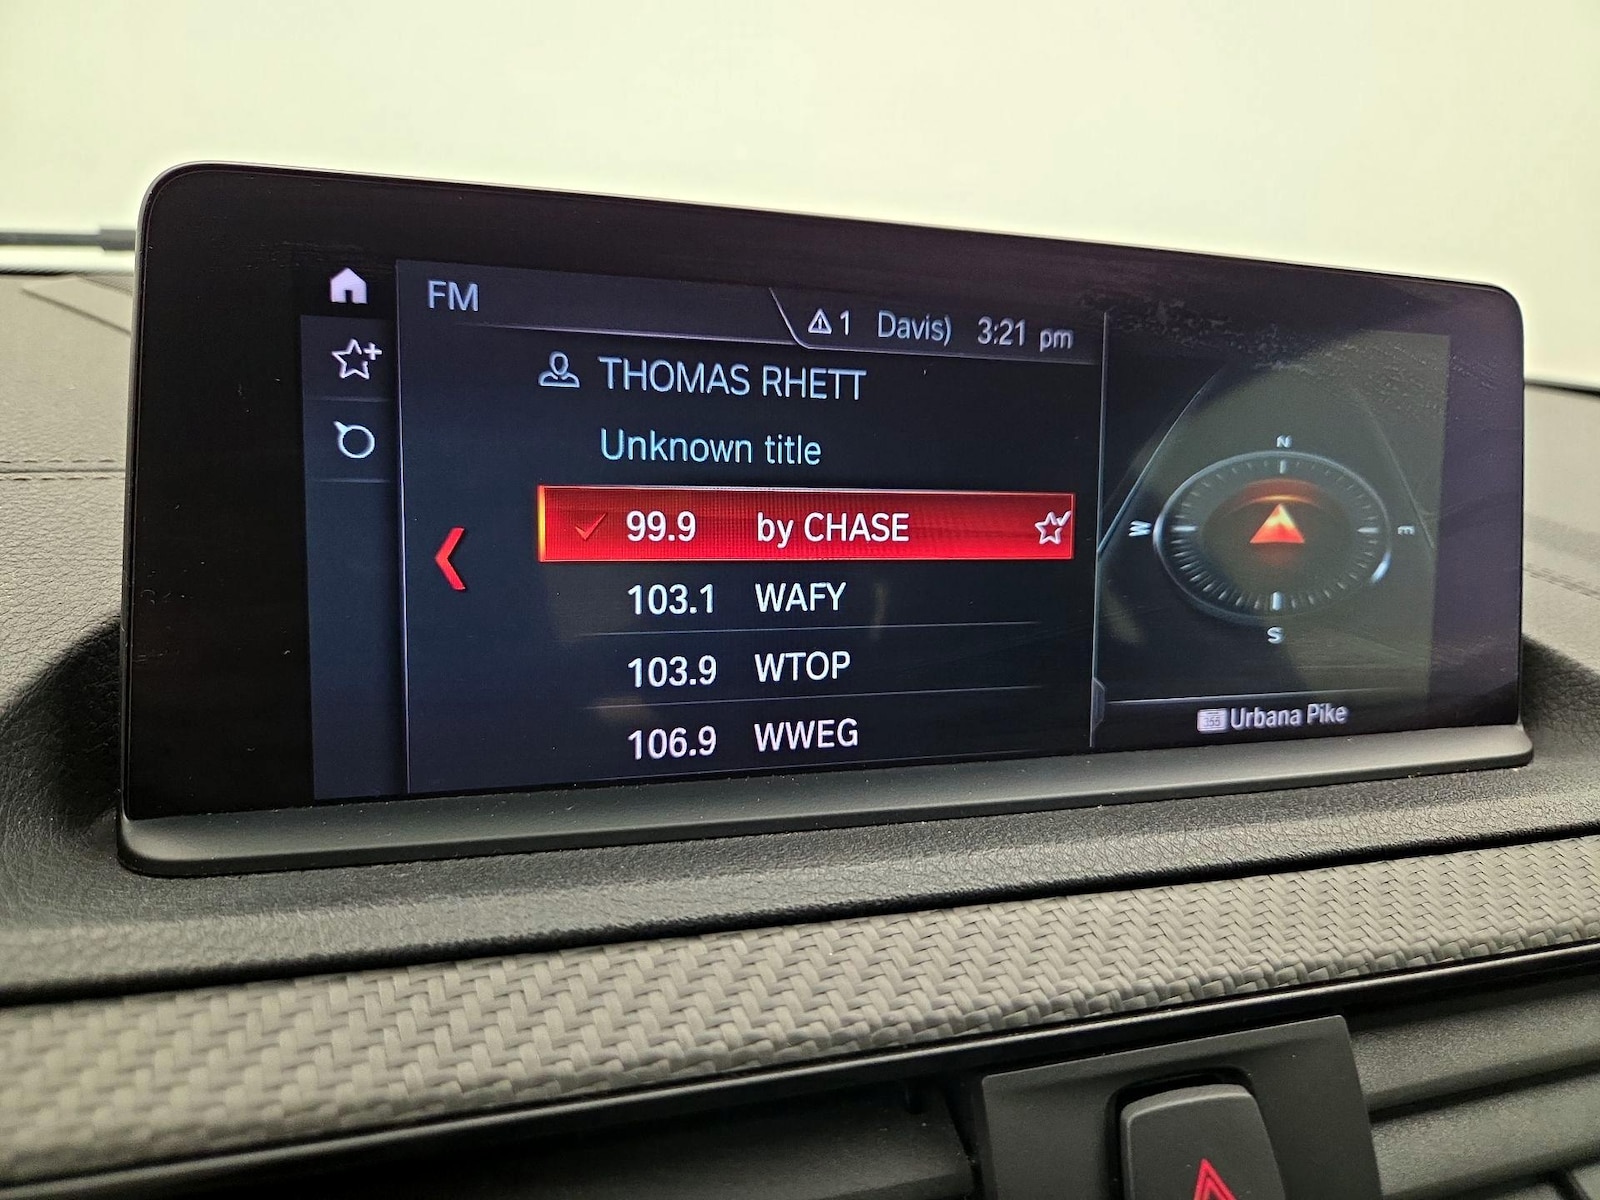 FM
1 Davis) 3:21 pm
THOMAS RHETT
Unknown title
99.9 by CHASE
103.1 WAFY
103.9 WTOP
106.9 WWEG
N
W
E
S
355 Urbana Pike